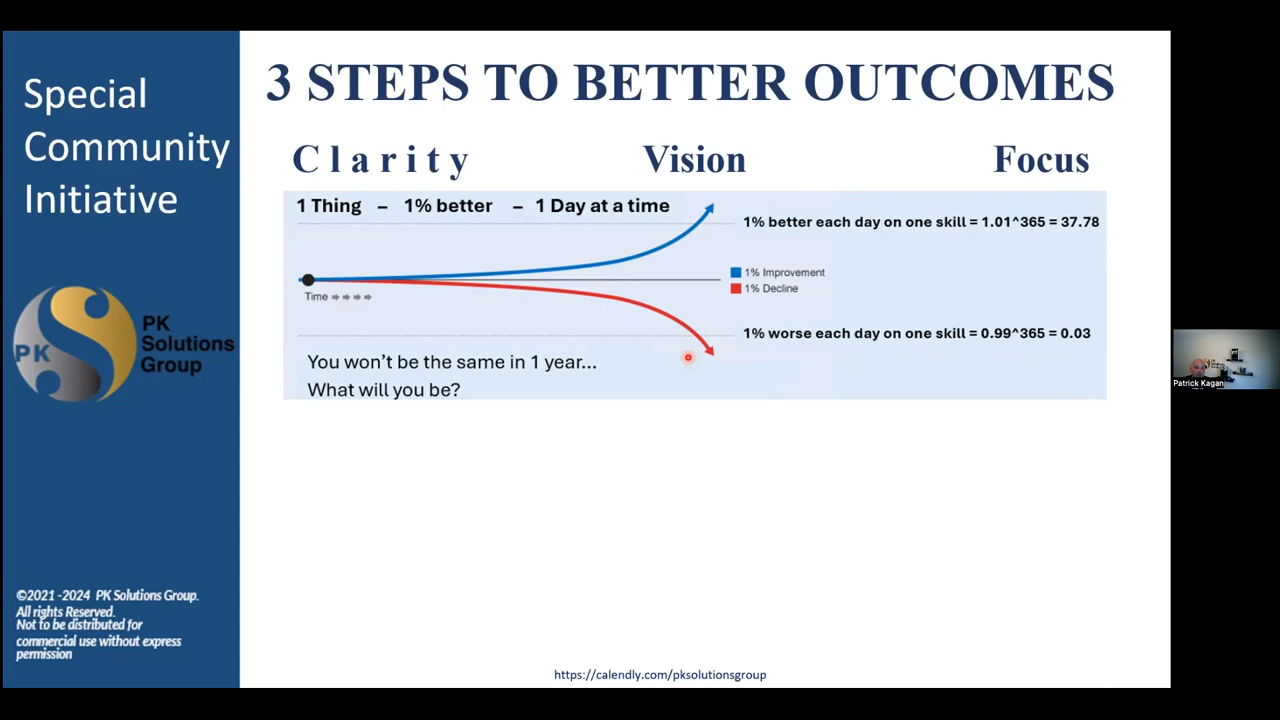 Special
Community
Initiative
PK
PK
Solutions
Group
©2021 -2024 PK Solutions Group.
All rights Reserved.
Not to be distributed for
commercial use without express
permission
3 STEPS TO BETTER OUTCOMES
Clarity Vision Focus
1 Thing – 1% better – 1 Day at a time
1% better each day on one skill = 1.01^365 = 37.78
1% Improvement
1% Decline
Time
1% worse each day on one skill = 0.99^365 = 0.03
You won’t be the same in 1 year...
What will you be?
https://calendly.com/pksolutionsgroup
Patrick Kagan